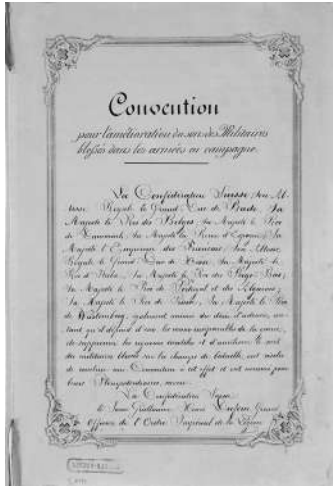 Convention
pour l'amélioration du sort des Militaires
blessés dans les armées en campagne.
La Confédération Suisse, Son Al-
tesse Royale le Grand Duc de Bade, Sa
Majesté le Roi des Belges, Sa Majesté le Roi
de Danemark, Sa Majesté la Reine d'Espagne, Sa
Majesté l'Empereur des Français, Son Altesse
Royale le Grand Duc de Hesse, Sa Majesté le
Roi d'Italie, Sa Majesté le Roi des Pays-Bas,
Sa Majesté le Roi de Portugal et des Algarves,
Sa Majesté le Roi de Prusse, Sa Majesté le Roi
de Wurtemberg, également animés du désir d'adoucir, au-
tant qu'il dépend d'eux, les maux inséparables de la guerre,
de supprimer les rigueurs inutiles et d'améliorer le sort
des militaires blessés sur les champs de bataille, ont résolu
de conclure une Convention à cet effet et ont nommé pour
leurs Plénipotentiaires, savoir:
La Confédération Suisse
le Sieur Guillaume Henri Dufour, Grand
Officier de l'Ordre Impérial de la Légion